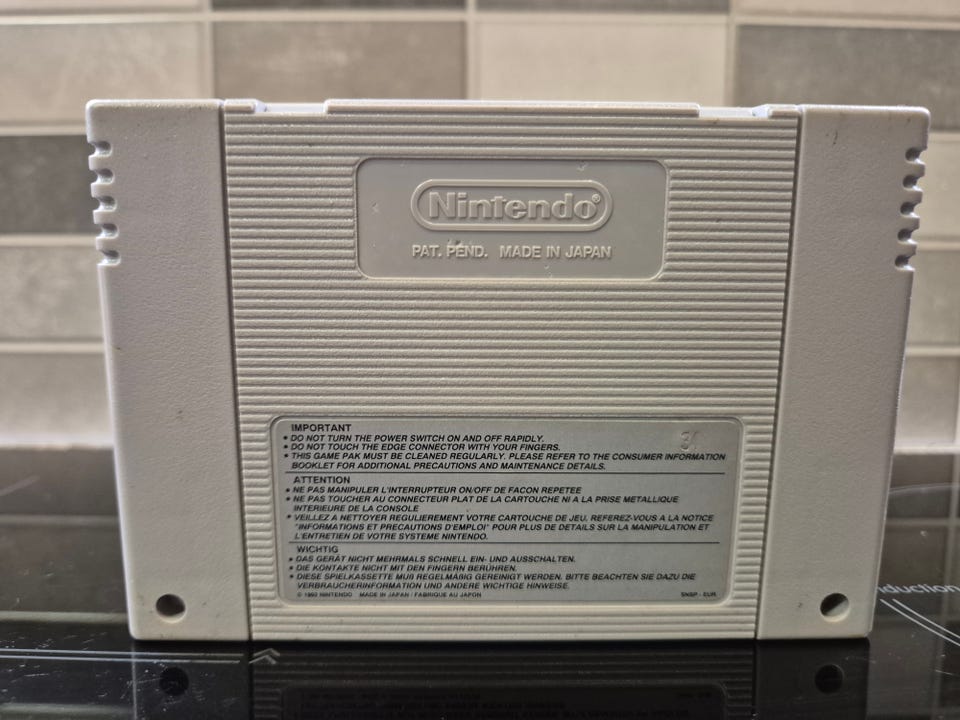 Nintendo®
PAT. PEND. MADE IN JAPAN
IMPORTANT
• DO NOT TURN THE POWER SWITCH ON AND OFF RAPIDLY.
• DO NOT TOUCH THE EDGE CONNECTOR WITH YOUR FINGERS.
• THIS GAME PAK MUST BE CLEANED REGULARLY. PLEASE REFER TO THE CONSUMER INFORMATION
BOOKLET FOR ADDITIONAL PRECAUTIONS AND MAINTENANCE DETAILS.
ATTENTION
• NE PAS MANIPULER L'INTERRUPTEUR ON/OFF DE FACON REPETEE
• NE PAS TOUCHER AU CONNECTEUR PLAT DE LA CARTOUCHE NI A LA PRISE METALLIQUE
INTERIEURE DE LA CONSOLE
• VEILLEZ A NETTOYER REGULIEREMENT VOTRE CARTOUCHE DE JEU. REFEREZ-VOUS A LA NOTICE
"INFORMATIONS ET PRECAUTIONS D'EMPLOI" POUR PLUS DE DETAILS SUR LA MANIPULATION ET
L'ENTRETIEN DE VOTRE SYSTEME NINTENDO.
WICHTIG
• DAS GERÄT NICHT MEHRMALS SCHNELL EIN- UND AUSSCHALTEN.
• DIE KONTAKTE NICHT MIT DEN FINGERN BERÜHREN.
• DIESE SPIELKASSETTE MUß REGELMÄßIG GEREINIGT WERDEN. BITTE BEACHTEN SIE DAZU DIE
VERBRAUCHERINFORMATION UND ANDERE WICHTIGE HINWEISE.
© 1992 NINTENDO MADE IN JAPAN / FABRIQUE AU JAPON SNSP - EUR